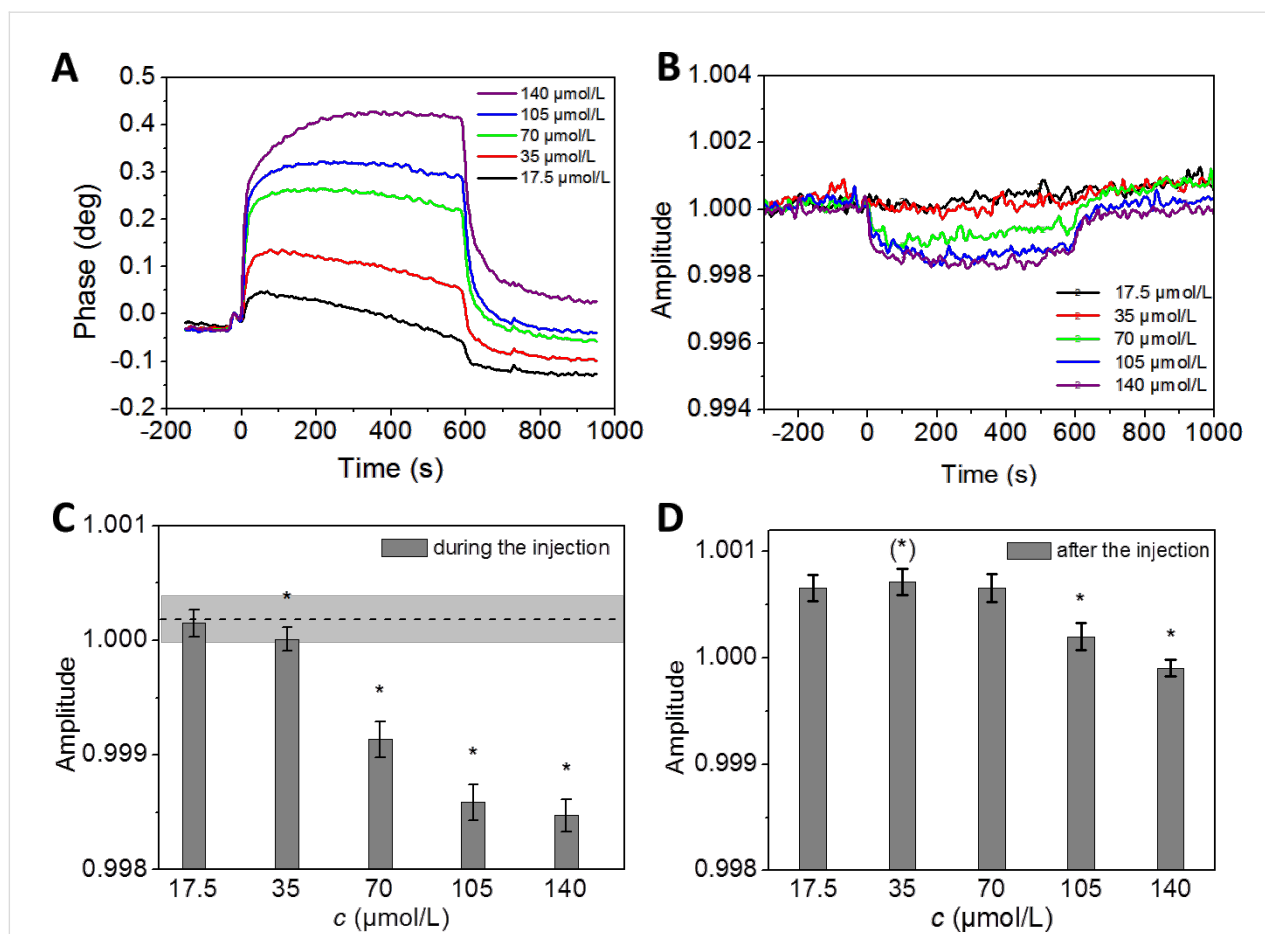 A
0.5
0.4
0.3
0.2
0.1
0.0
-0.1
-0.2
Phase (deg)
140 µmol/L
105 µmol/L
70 µmol/L
35 µmol/L
17.5 µmol/L
-200
0
200
400
600
800
1000
Time (s)
B
1.004
1.002
1.000
0.998
0.996
0.994
Amplitude
17.5 µmol/L
35 µmol/L
70 µmol/L
105 µmol/L
140 µmol/L
-200
0
200
400
600
800
1000
Time (s)
C
1.001
1.000
0.999
0.998
Amplitude
during the injection
*
*
*
*
17.5
35
70
105
140
c (µmol/L)
D
1.001
1.000
0.999
0.998
Amplitude
after the injection
(*)
*
*
17.5
35
70
105
140
c (µmol/L)